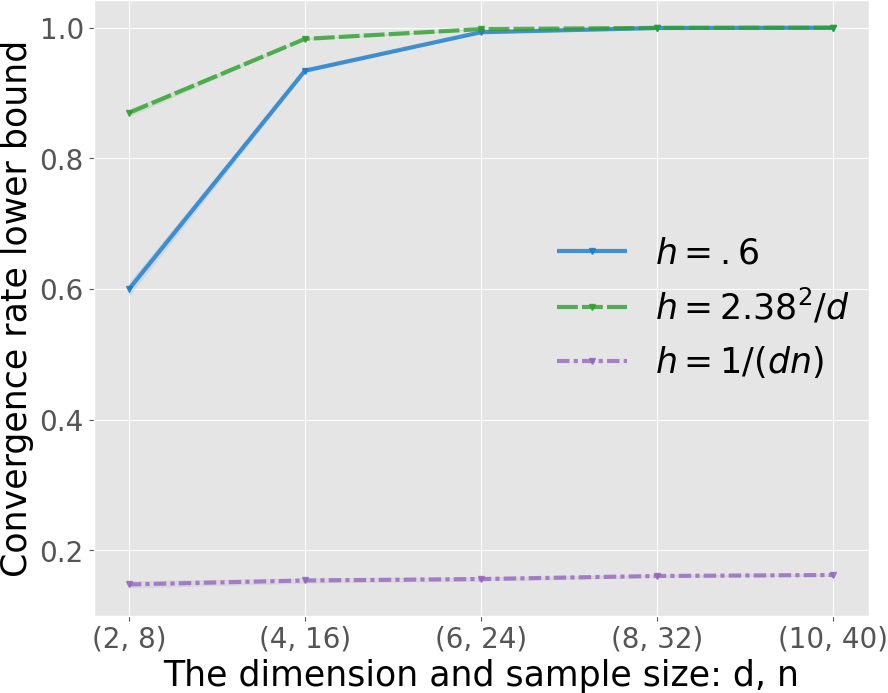 Convergence rate lower bound
1.0
0.8
0.6
0.4
0.2
h = .6
h = 2.38²/d
h = 1/(dn)
(2, 8) (4, 16) (6, 24) (8, 32) (10, 40)
The dimension and sample size: d, n